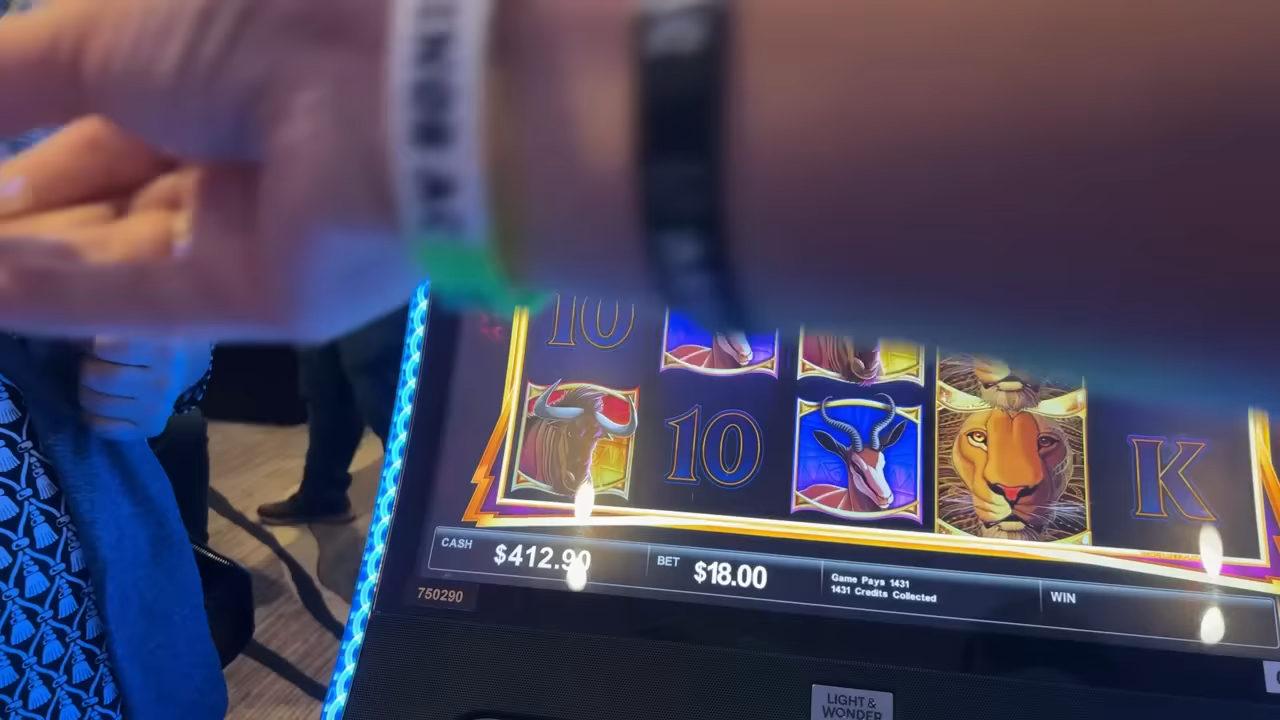 10
10
K
CASH $412.90
BET $18.00
Game Pays 1431
1431 Credits Collected
WIN
750290
LIGHT &
WONDER